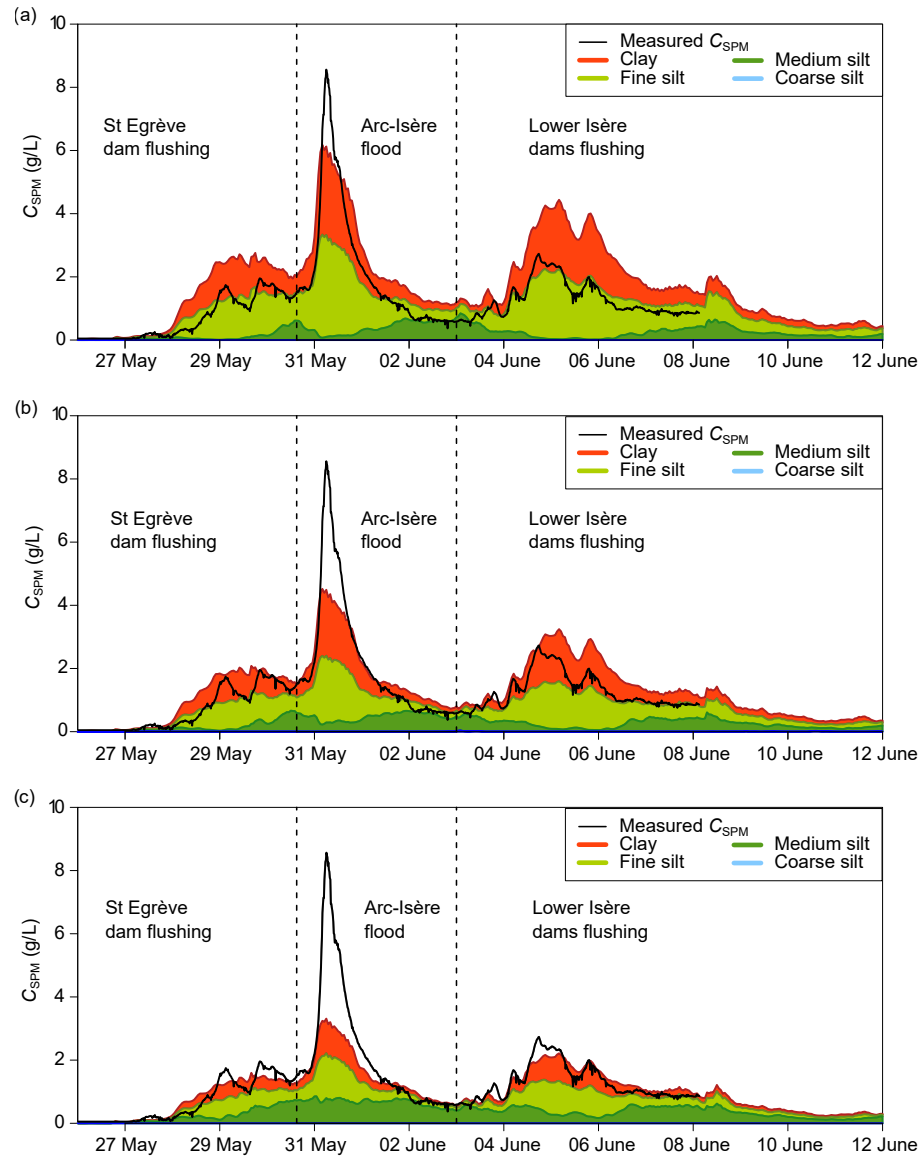 (a)
10
8
6
4
2
0
C_SPM (g/L)
Measured C_SPM
Clay
Fine silt
Medium silt
Coarse silt
St Egrève
dam flushing
Arc-Isère
flood
Lower Isère
dams flushing
27 May 29 May 31 May 02 June 04 June 06 June 08 June 10 June 12 June
(b)
10
8
6
4
2
0
C_SPM (g/L)
Measured C_SPM
Clay
Fine silt
Medium silt
Coarse silt
St Egrève
dam flushing
Arc-Isère
flood
Lower Isère
dams flushing
27 May 29 May 31 May 02 June 04 June 06 June 08 June 10 June 12 June
(c)
10
8
6
4
2
0
C_SPM (g/L)
Measured C_SPM
Clay
Fine silt
Medium silt
Coarse silt
St Egrève
dam flushing
Arc-Isère
flood
Lower Isère
dams flushing
27 May 29 May 31 May 02 June 04 June 06 June 08 June 10 June 12 June